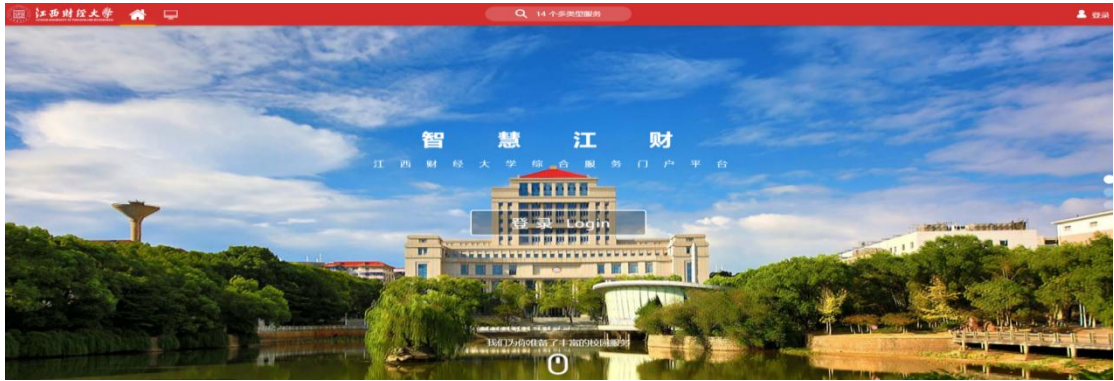 江西财经大学
14 个多类型服务
登录
智慧江财
江西财经大学综合服务门户平台
登录 Login
我们为你准备了丰富的校园服务